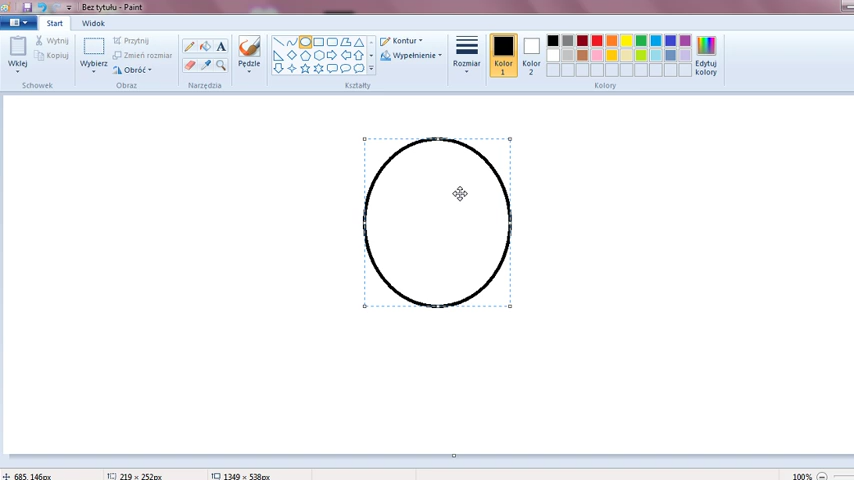 Bez tytułu - Paint
Start Widok
Wklej
Wytnij
Kopiuj
Schowek
Wybierz
Przytnij
Zmień rozmiar
Obróć
Obraz
A
Narzędzia
Pędzle
Kształty
Kontur
Wypełnienie
Rozmiar
Kolor
1
Kolor
2
Kolory
Edytuj
kolory
685, 146px 219 × 252px 1349 × 538px 100%